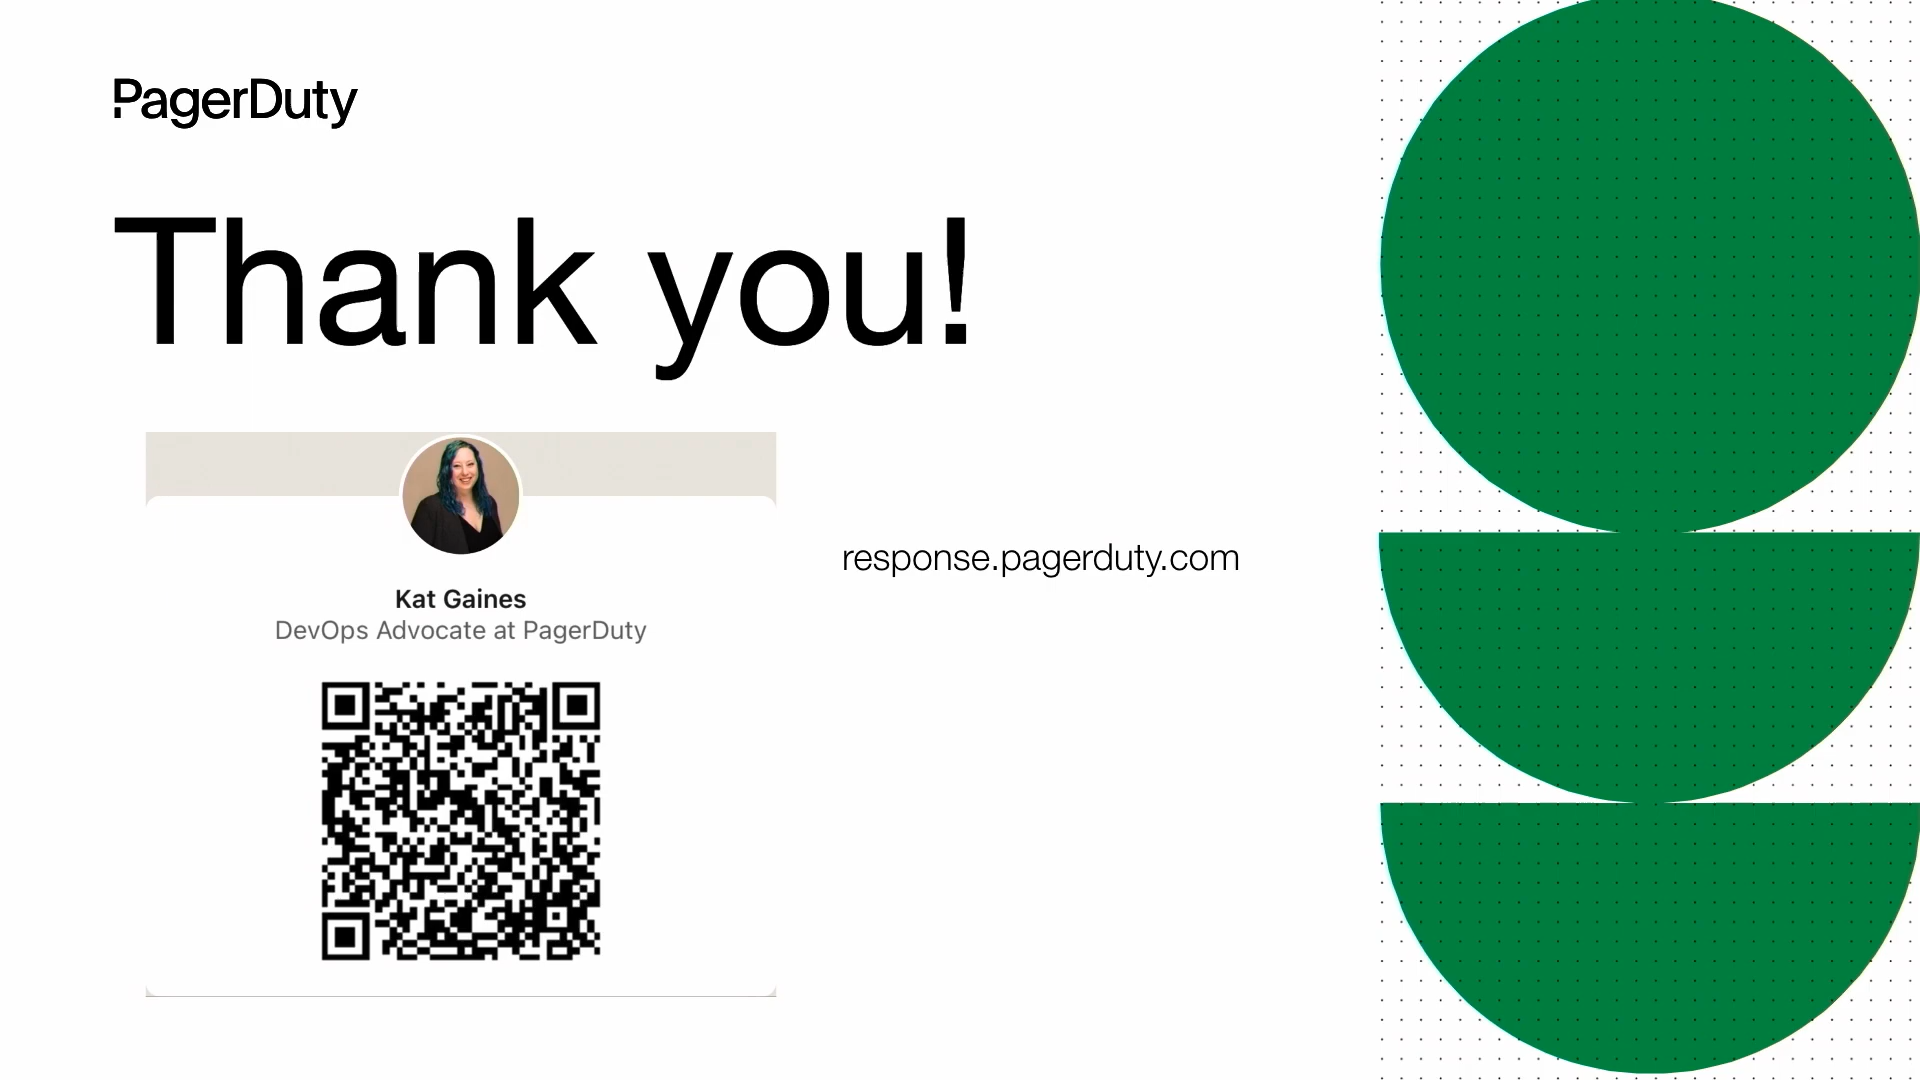 PagerDuty
Thank you!
Kat Gaines
DevOps Advocate at PagerDuty
response.pagerduty.com